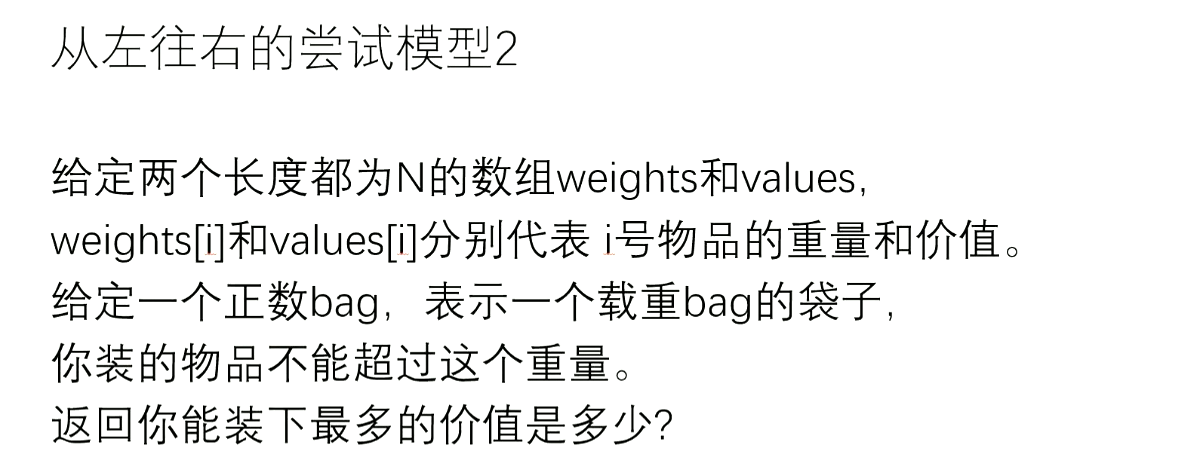 从左往右的尝试模型2
给定两个长度都为N的数组weights和values,
weights[i]和values[i]分别代表 i号物品的重量和价值。
给定一个正数bag，表示一个载重bag的袋子,
你装的物品不能超过这个重量。
返回你能装下最多的价值是多少?